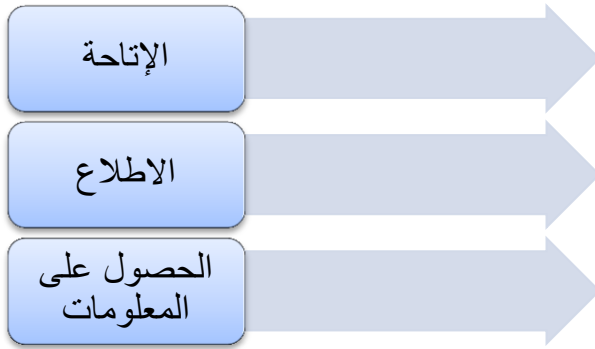 الإتاحة
الاطلاع
الحصول على
المعلومات